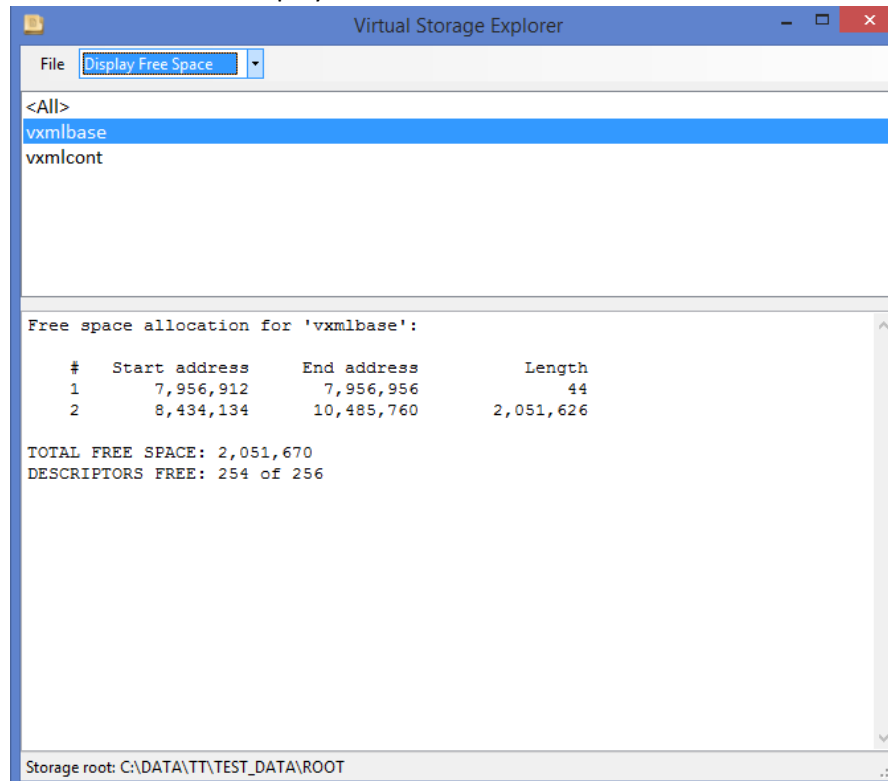 Virtual Storage Explorer
File Display Free Space
<All>
vxmlbase
vxmlcont
Free space allocation for 'vxmlbase':
# Start address End address Length
1 7,956,912 7,956,956 44
2 8,434,134 10,485,760 2,051,626
TOTAL FREE SPACE: 2,051,670
DESCRIPTORS FREE: 254 of 256
Storage root: C:\DATA\TT\TEST_DATA\ROOT